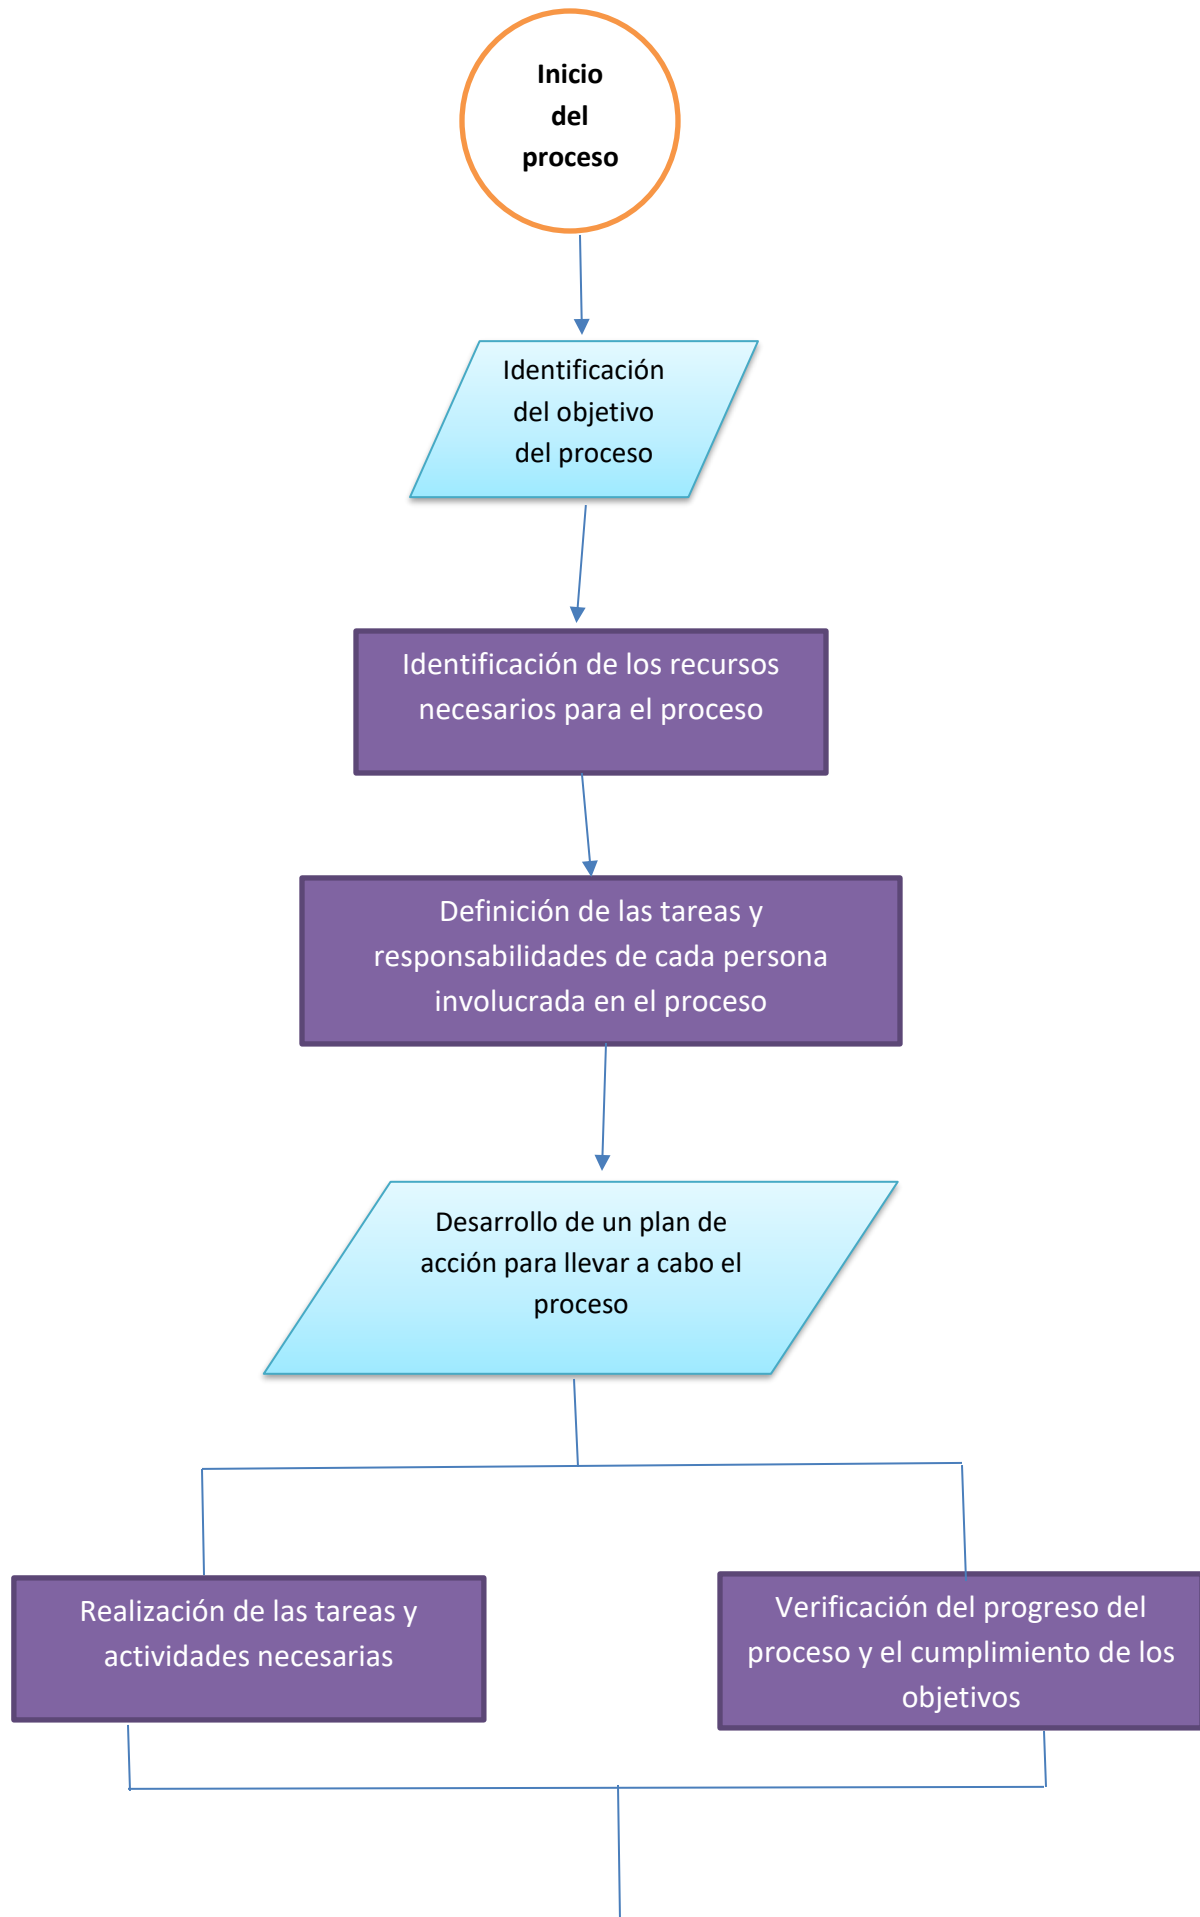 Inicio
del
proceso
Identificación
del objetivo
del proceso
Identificación de los recursos
necesarios para el proceso
Definición de las tareas y
responsabilidades de cada persona
involucrada en el proceso
Desarrollo de un plan de
acción para llevar a cabo el
proceso
Realización de las tareas y
actividades necesarias
Verificación del progreso del
proceso y el cumplimiento de los
objetivos